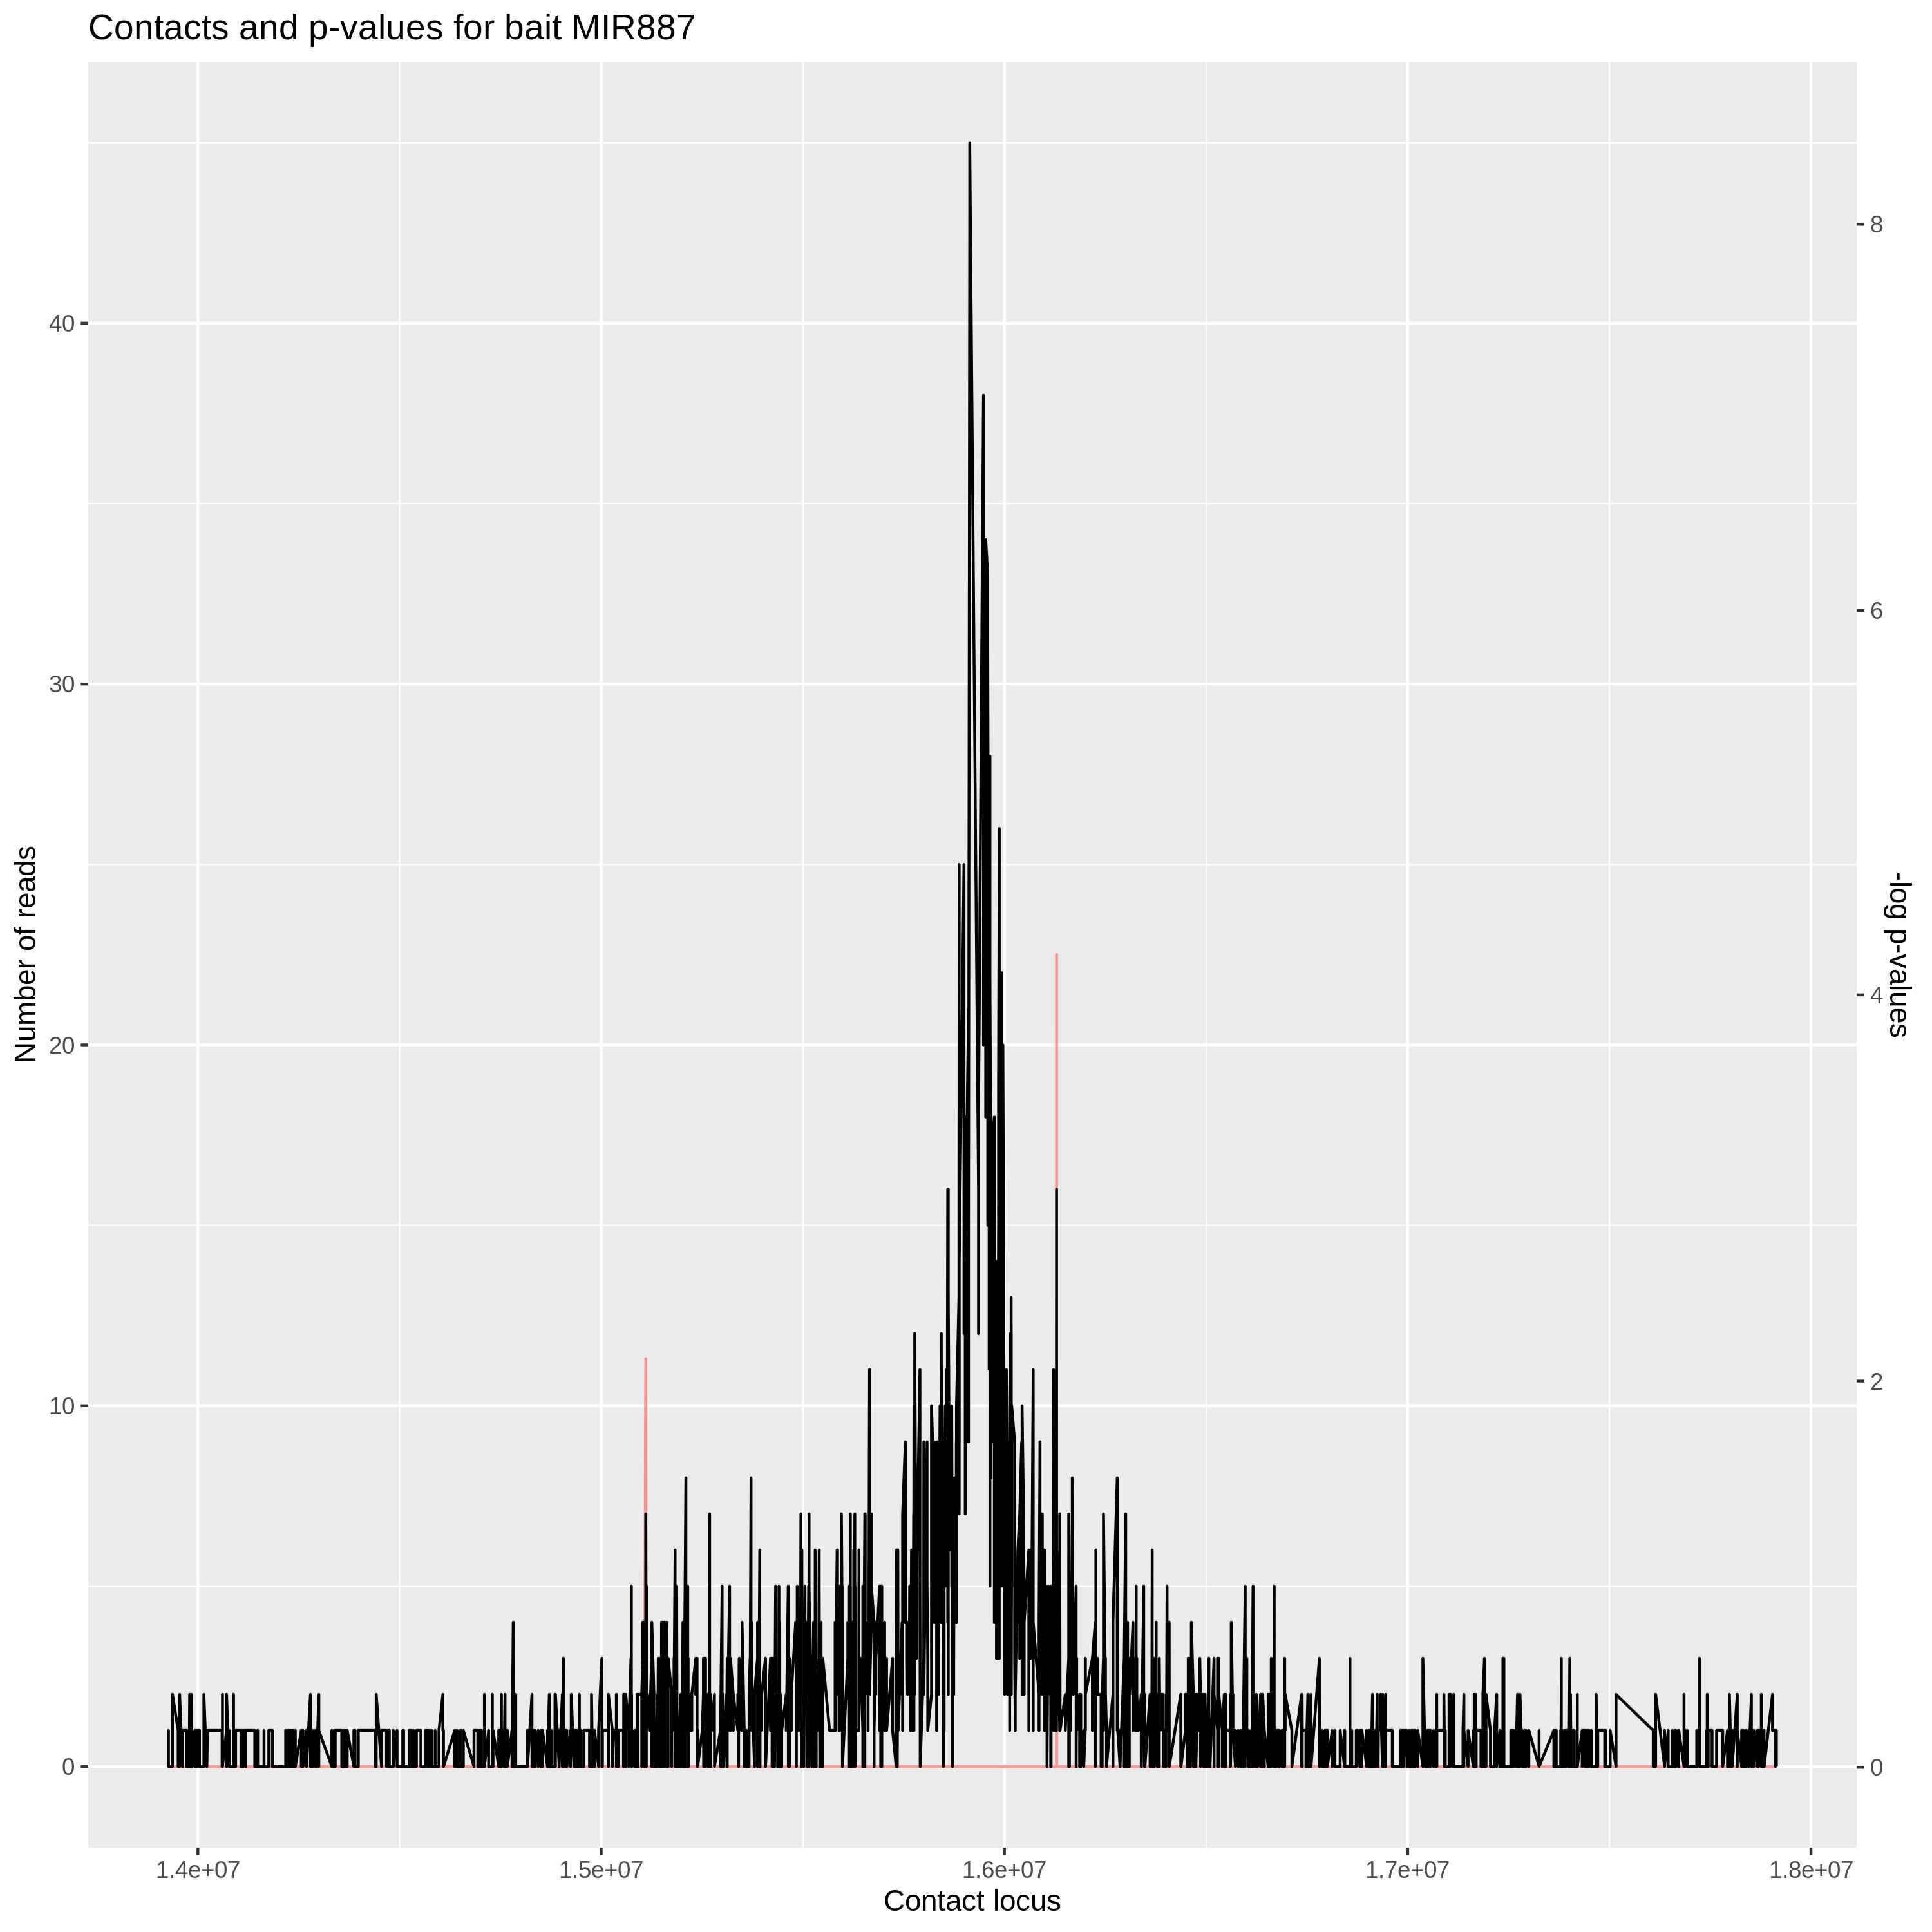 Contacts and p-values for bait MIR887
40
30
20
10
0
Number of reads
8
6
4
2
0
-log p-values
1.4e+07 1.5e+07 1.6e+07 1.7e+07 1.8e+07
Contact locus